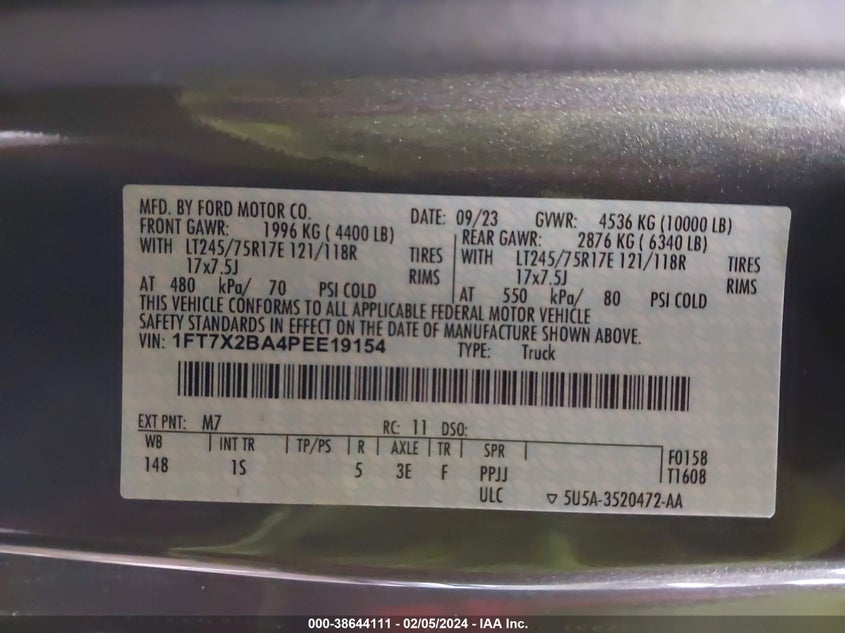 MFD. BY FORD MOTOR CO. DATE: 09/23 GVWR: 4536 KG (10000 LB)
FRONT GAWR: 1996 KG ( 4400 LB) REAR GAWR: 2876 KG ( 6340 LB)
WITH LT245/75R17E 121/118R TIRES WITH LT245/75R17E 121/118R TIRES
17x7.5J RIMS 17x7.5J RIMS
AT 480 kPa/ 70 PSI COLD AT 550 kPa/ 80 PSI COLD
THIS VEHICLE CONFORMS TO ALL APPLICABLE FEDERAL MOTOR VEHICLE
SAFETY STANDARDS IN EFFECT ON THE DATE OF MANUFACTURE SHOWN ABOVE.
VIN: 1FT7X2BA4PEE19154 TYPE: Truck
EXT PNT: M7 RC: 11 DSO:
WB INT TR TP/PS R AXLE TR SPR F0158
148 1S 5 3E F PPJJ T1608
ULC ▽ 5U5A-3520472-AA
000-38644111 - 02/05/2024 - IAA Inc.